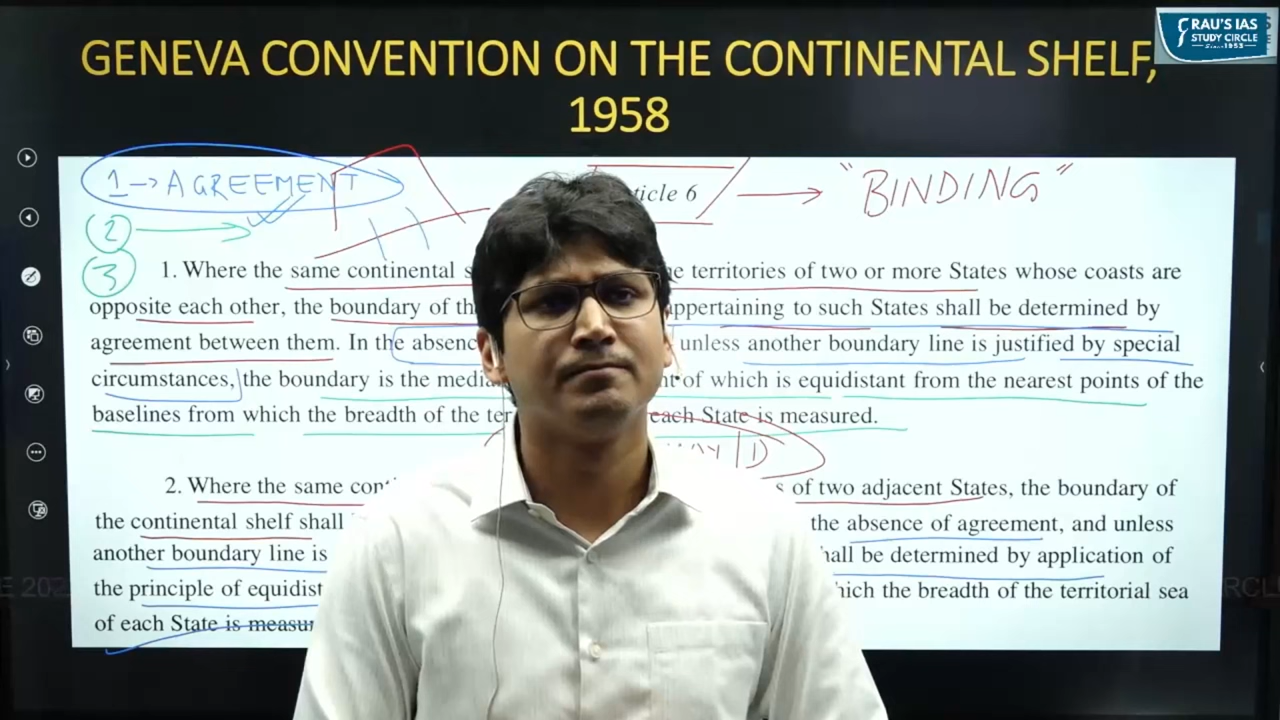 RAU'S IAS
STUDY CIRCLE
Since 1953
GENEVA CONVENTION ON THE CONTINENTAL SHELF,
1958
1→ AGREEMENT
ticle 6 → "BINDING"
2 →
3
1. Where the same continental s e territories of two or more States whose coasts are
opposite each other, the boundary of th appertaining to such States shall be determined by
agreement between them. In the absenc unless another boundary line is justified by special
circumstances, the boundary is the media t of which is equidistant from the nearest points of the
baselines from which the breadth of the ter each State is measured.
2. Where the same cont s of two adjacent States, the boundary of
the continental shelf shall the absence of agreement, and unless
another boundary line is hall be determined by application of
the principle of equidist hich the breadth of the territorial sea
of each State is measur